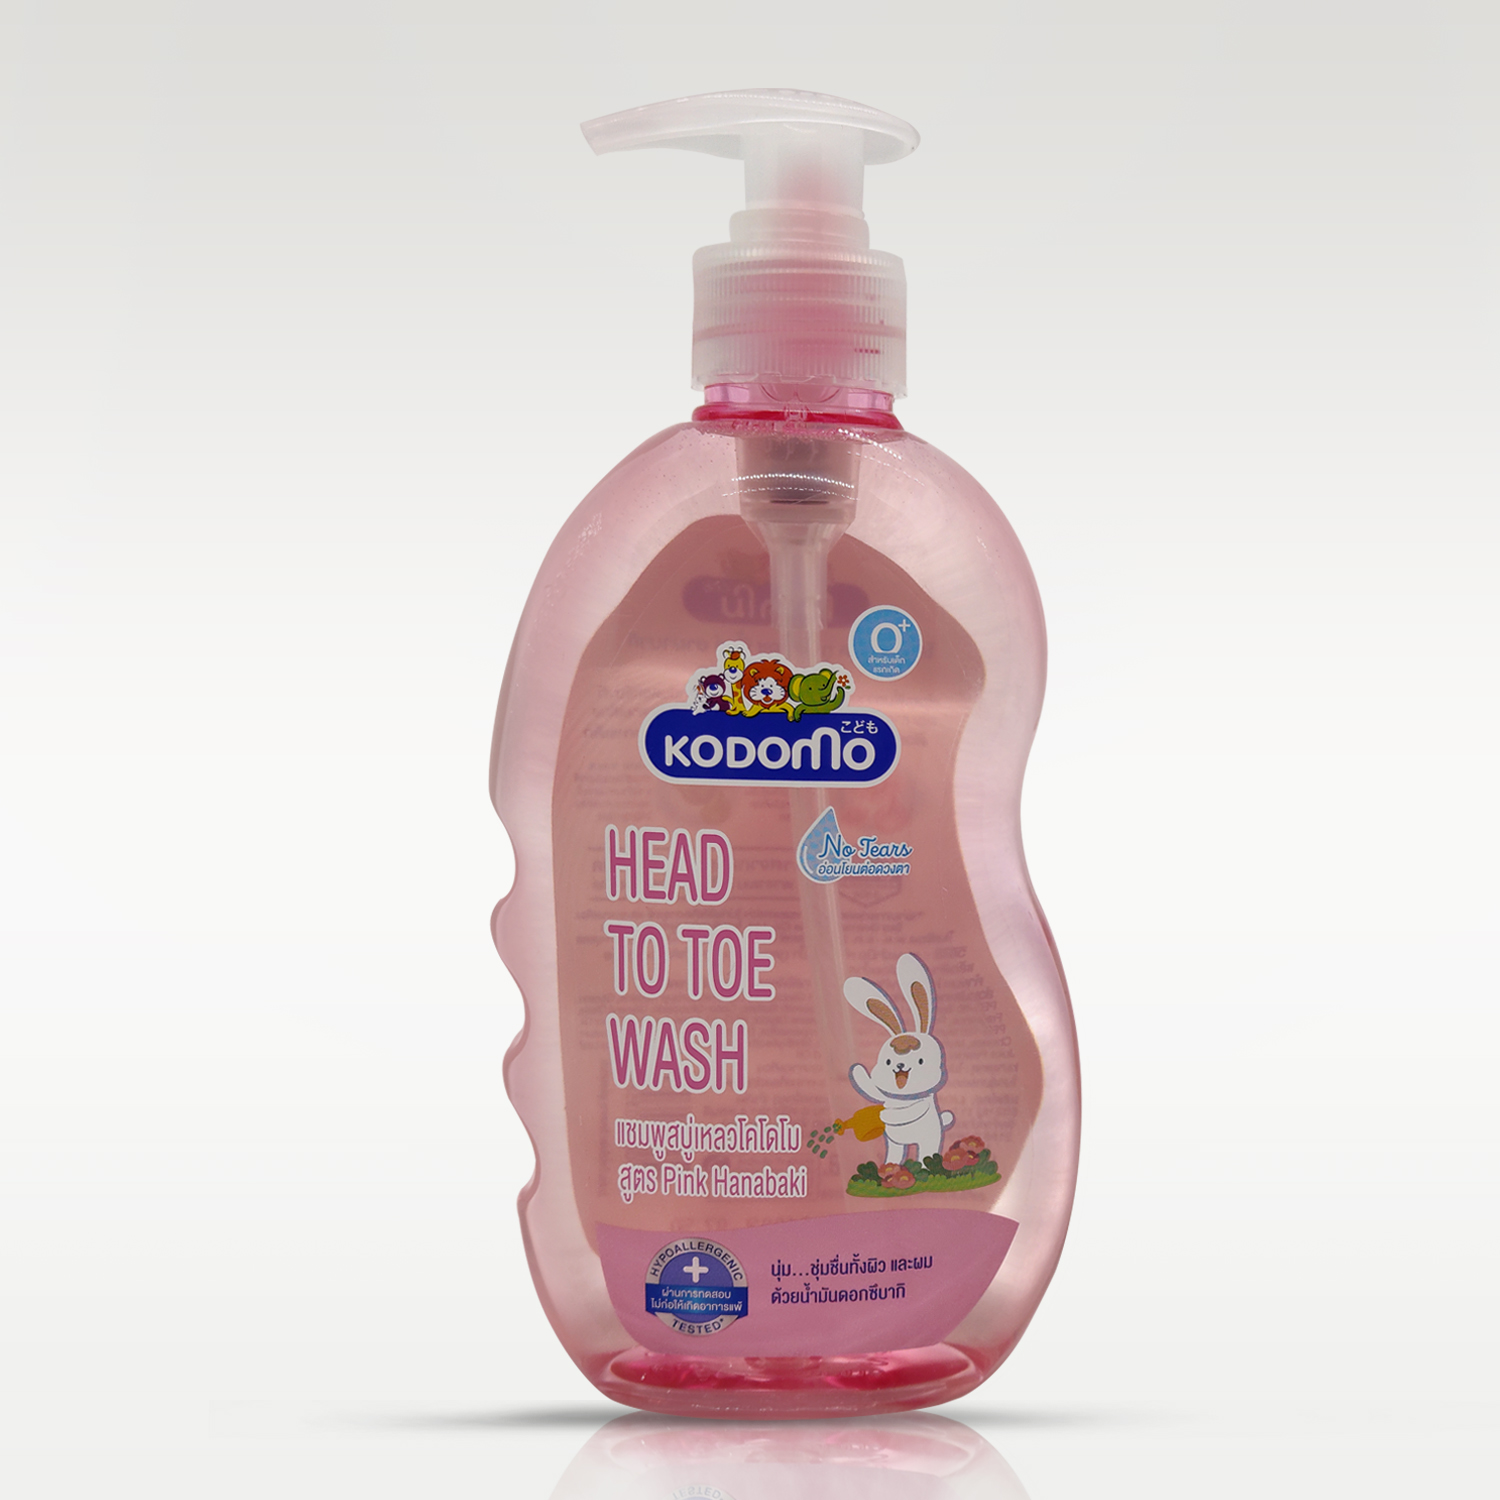 0+
สำหรับเด็ก
แรกเกิด
こども
KODOMO
No Tears
อ่อนโยนต่อดวงตา
HEAD
TO TOE
WASH
แชมพูสบู่เหลวโคโดโม
สูตร Pink Hanabaki
HYPOALLERGENIC
ผ่านการทดสอบ
ไม่ก่อให้เกิดอาการแพ้
TESTED*
นุ่ม...ชุ่มชื่นทั้งผิว และผม
ด้วยน้ำมันดอกซึบากิ